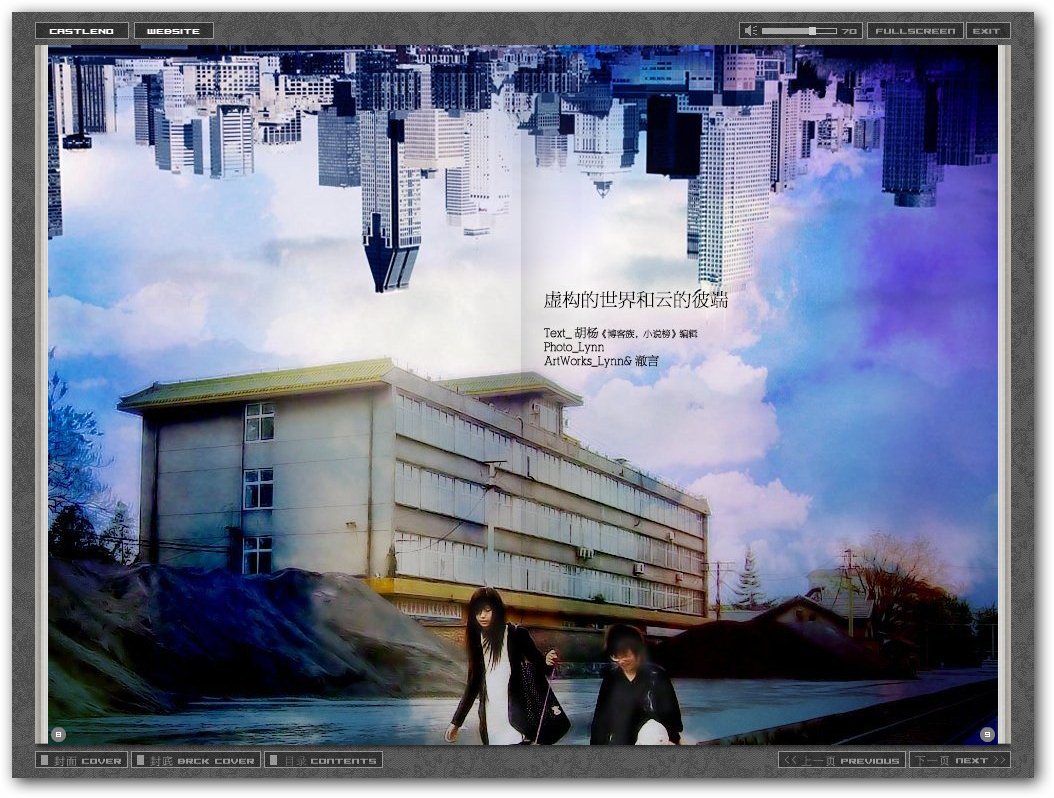 CASTLEND
WEBSITE
70
FULLSCREEN
EXIT
虚构的世界和云的彼端
Text_ 胡杨《博客族，小说榜》编辑
Photo_Lynn
ArtWorks_Lynn& 澈言
8
9
封面 COVER
封底 BACK COVER
目录 CONTENTS
<< 上一页 PREVIOUS
下一页 NEXT >>